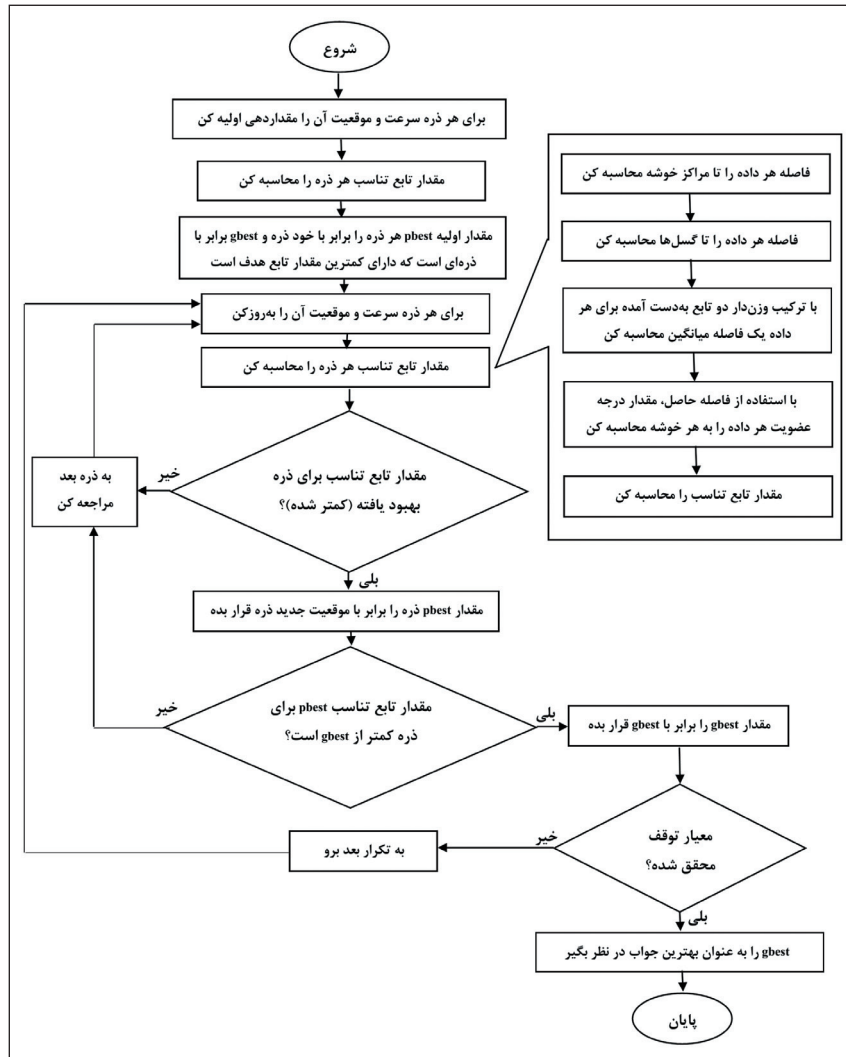 شروع
برای هر ذره سرعت و موقعیت آن را مقداردهی اولیه کن
مقدار تابع تناسب هر ذره را محاسبه کن
مقدار اولیه pbest هر ذره را برابر با خود ذره و gbest برابر با
ذره‌ای است که دارای کمترین مقدار تابع هدف است
برای هر ذره سرعت و موقعیت آن را به‌روزکن
مقدار تابع تناسب هر ذره را محاسبه کن
فاصله هر داده را تا مراکز خوشه محاسبه کن
فاصله هر داده را تا گسل‌ها محاسبه کن
با ترکیب وزن‌دار دو تابع به‌دست آمده برای هر
داده یک فاصله میانگین محاسبه کن
با استفاده از فاصله حاصل، مقدار درجه
عضویت هر داده را به هر خوشه محاسبه کن
مقدار تابع تناسب را محاسبه کن
مقدار تابع تناسب برای ذره
بهبود یافته (کمتر شده)؟
خیر
به ذره بعد
مراجعه کن
بلی
مقدار pbest ذره را برابر با موقعیت جدید ذره قرار بده
مقدار تابع تناسب pbest برای
ذره کمتر از gbest است؟
خیر
بلی
مقدار gbest را برابر با gbest قرار بده
معیار توقف
محقق شده؟
خیر
به تکرار بعد برو
بلی
gbest را به عنوان بهترین جواب در نظر بگیر
پایان